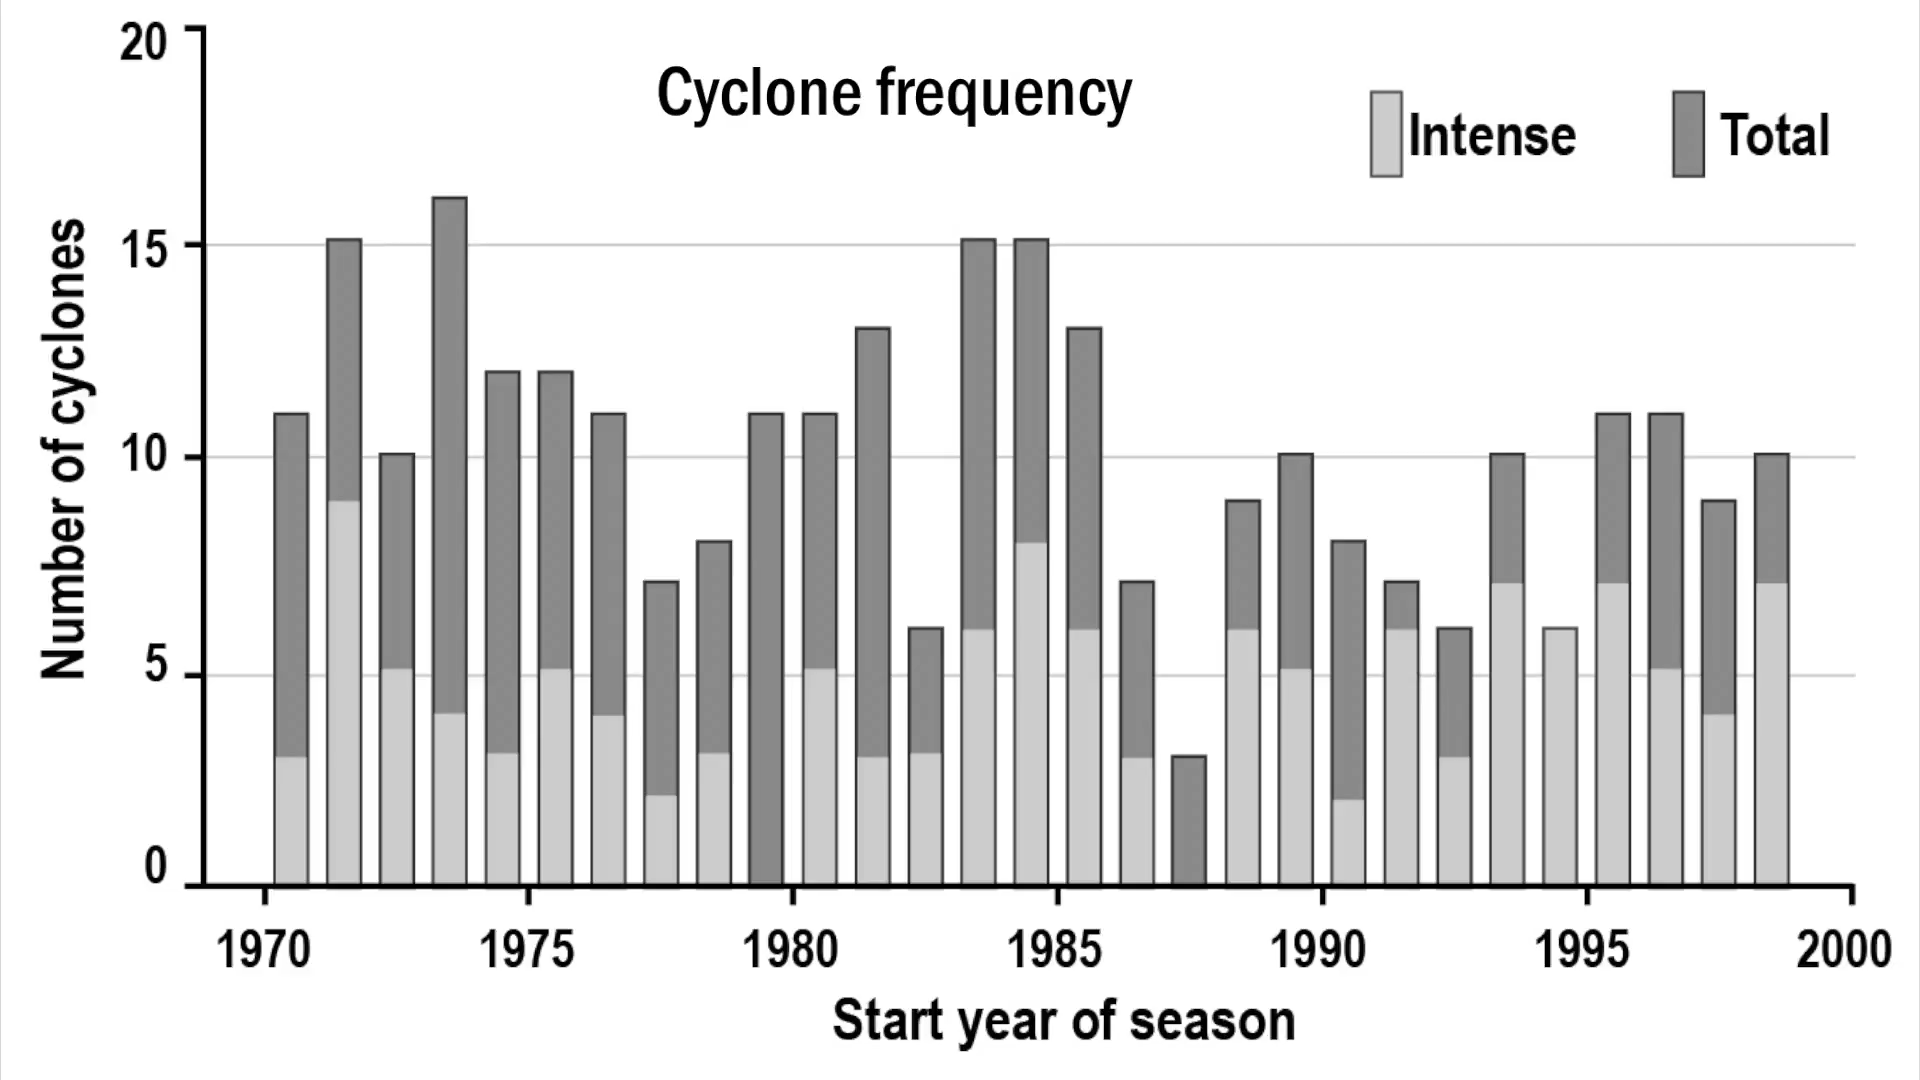 Cyclone frequency
Intense
Total
Number of cyclones
20
15
10
5
0
1970 1975 1980 1985 1990 1995 2000
Start year of season